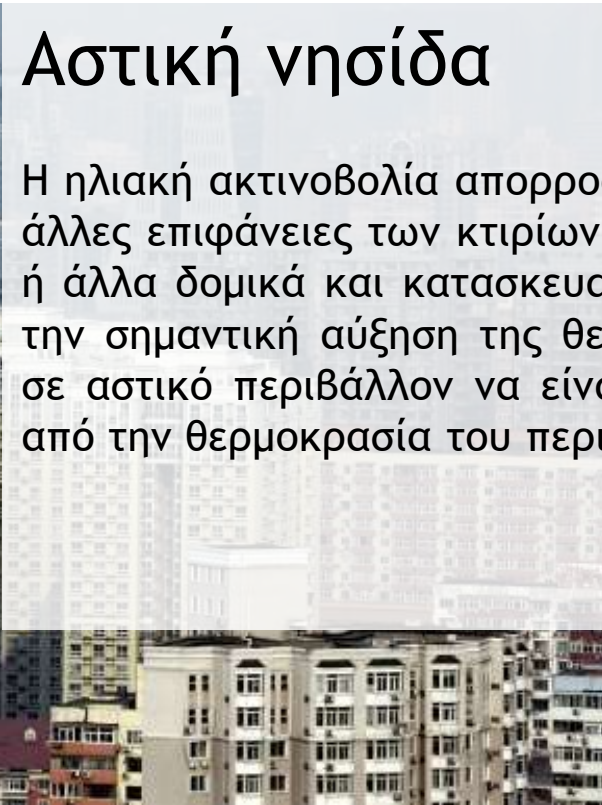 Αστική νησίδα
Η ηλιακή ακτινοβολία απορρο
άλλες επιφάνειες των κτιρίων
ή άλλα δομικά και κατασκευα
την σημαντική αύξηση της θε
σε αστικό περιβάλλον να είνα
από την θερμοκρασία του περι